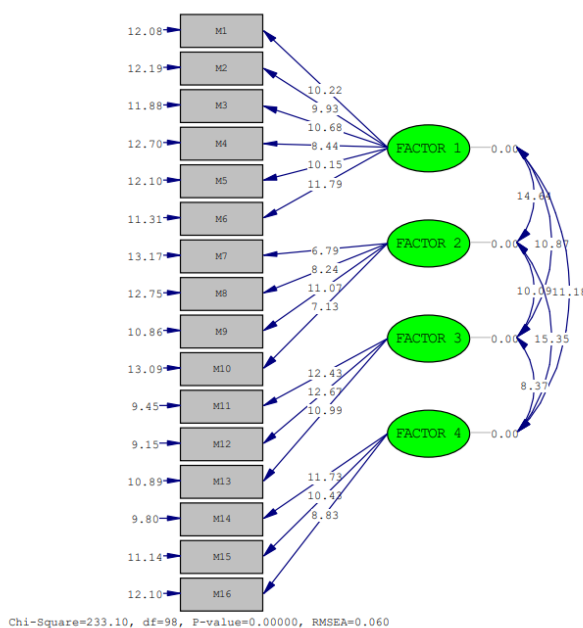 12.08 M1
12.19 M2
11.88 M3
12.70 M4
12.10 M5
11.31 M6
13.17 M7
12.75 M8
10.86 M9
13.09 M10
9.45 M11
9.15 M12
10.89 M13
9.80 M14
11.14 M15
12.10 M16
10.22
9.93
10.68
8.44
10.15
11.79
6.79
8.24
11.07
7.13
12.43
12.67
10.99
11.73
10.43
8.83
FACTOR 1 0.00
FACTOR 2 0.00
FACTOR 3 0.00
FACTOR 4 0.00
14.64
10.87
10.09
11.18
15.35
8.37
Chi-Square=233.10, df=98, P-value=0.00000, RMSEA=0.060